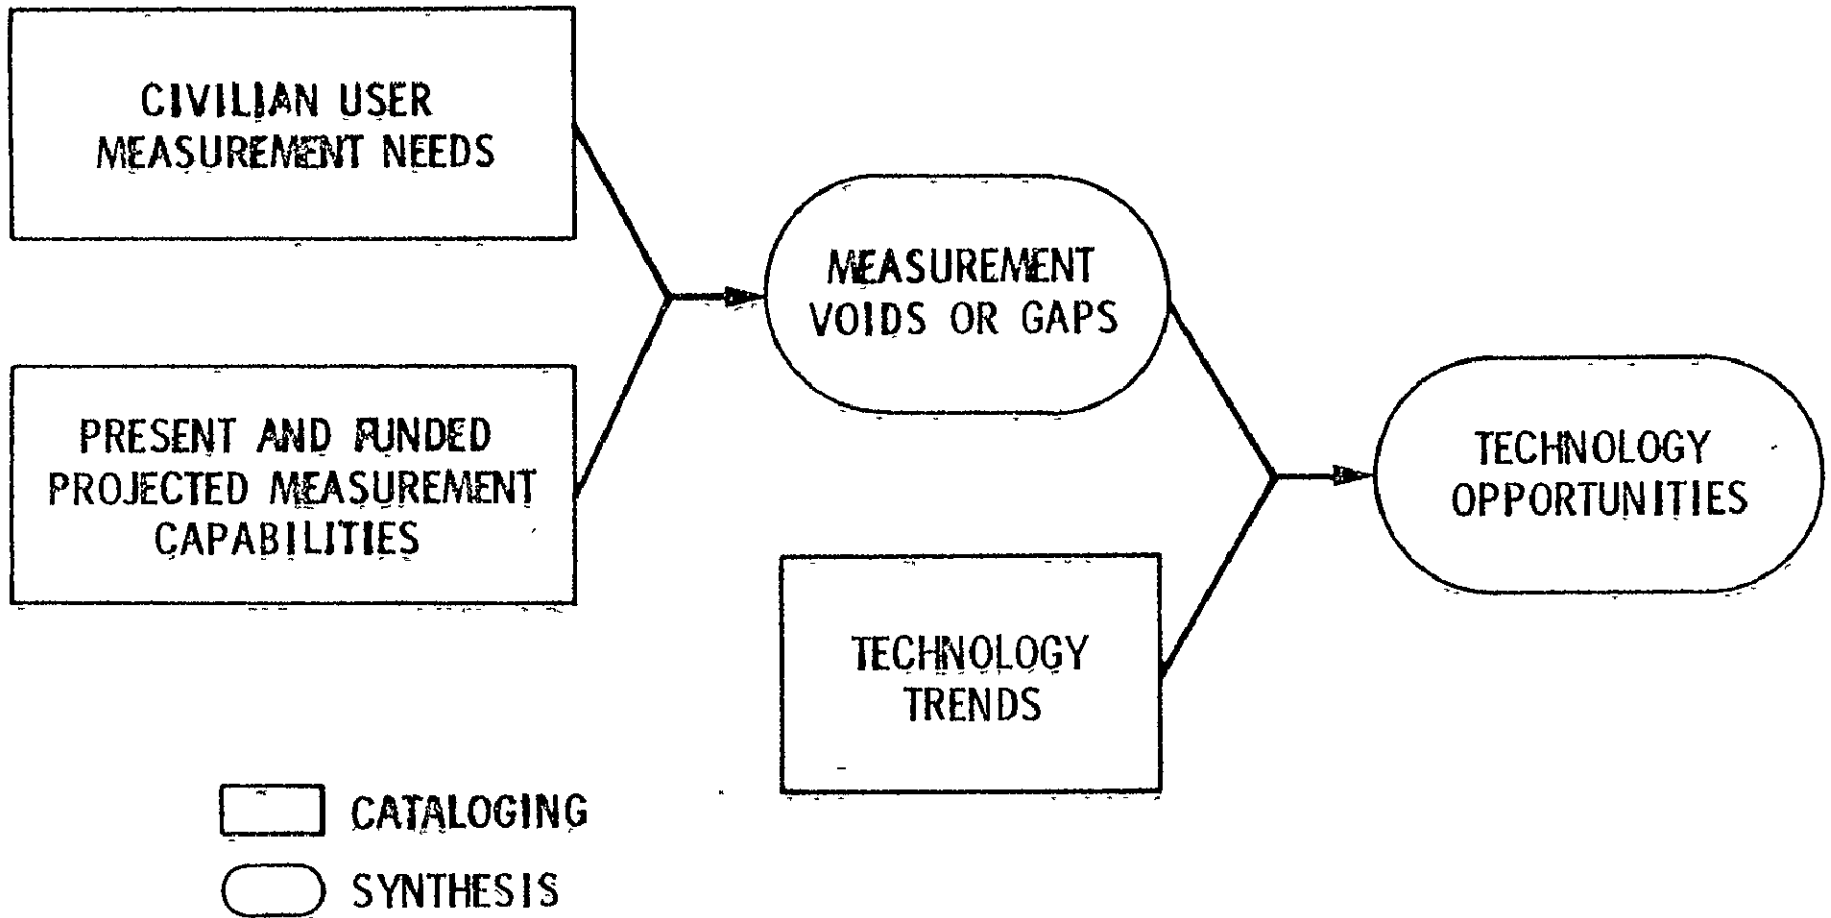 CIVILIAN USER
MEASUREMENT NEEDS
MEASUREMENT
VOIDS OR GAPS
PRESENT AND FUNDED
PROJECTED MEASUREMENT
CAPABILITIES
TECHNOLOGY
OPPORTUNITIES
TECHNOLOGY
TRENDS
CATALOGING
SYNTHESIS